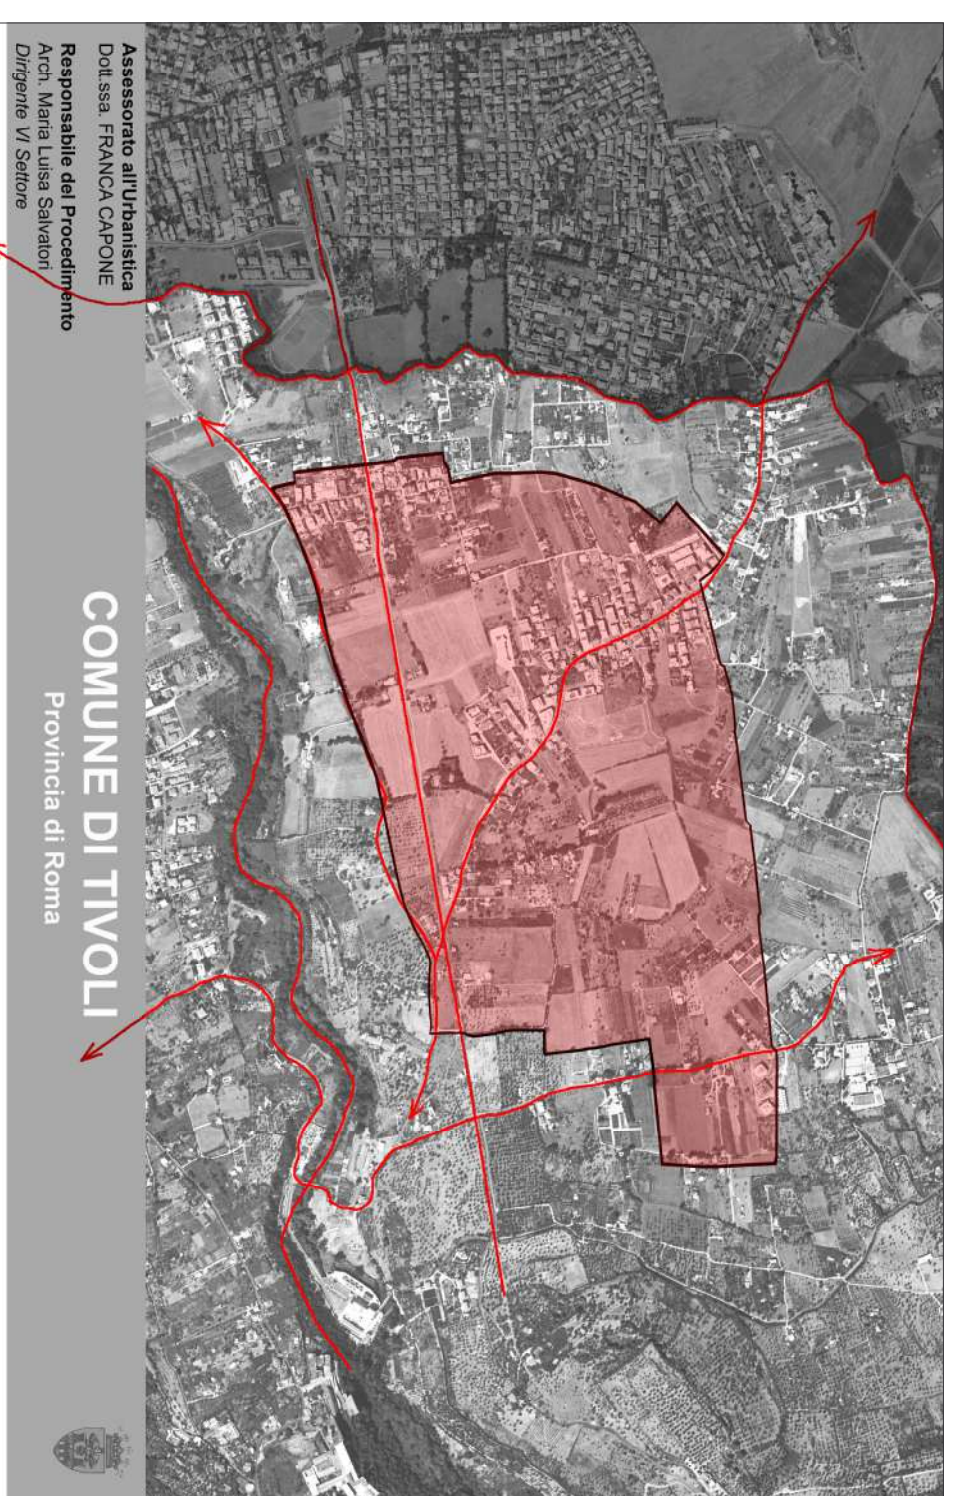 Assessorato all'Urbanistica
Dott.ssa. FRANCA CAPONE
Responsabile del Procedimento
Arch. Maria Luisa Salvatori
Dirigente VI Settore
COMUNE DI TIVOLI
Provincia di Roma